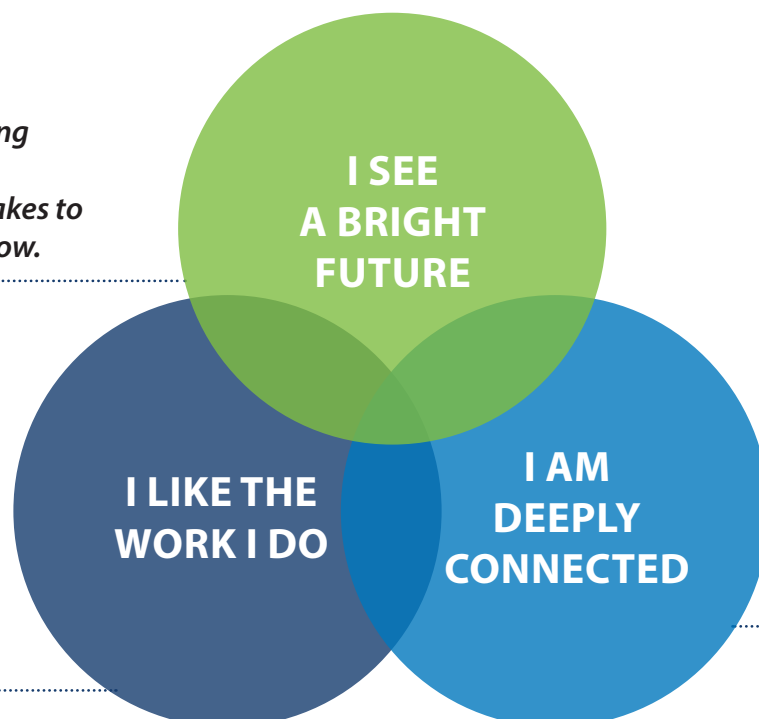 ng
akes to
ow.
I SEE
A BRIGHT
FUTURE
I LIKE THE
WORK I DO
I AM
DEEPLY
CONNECTED